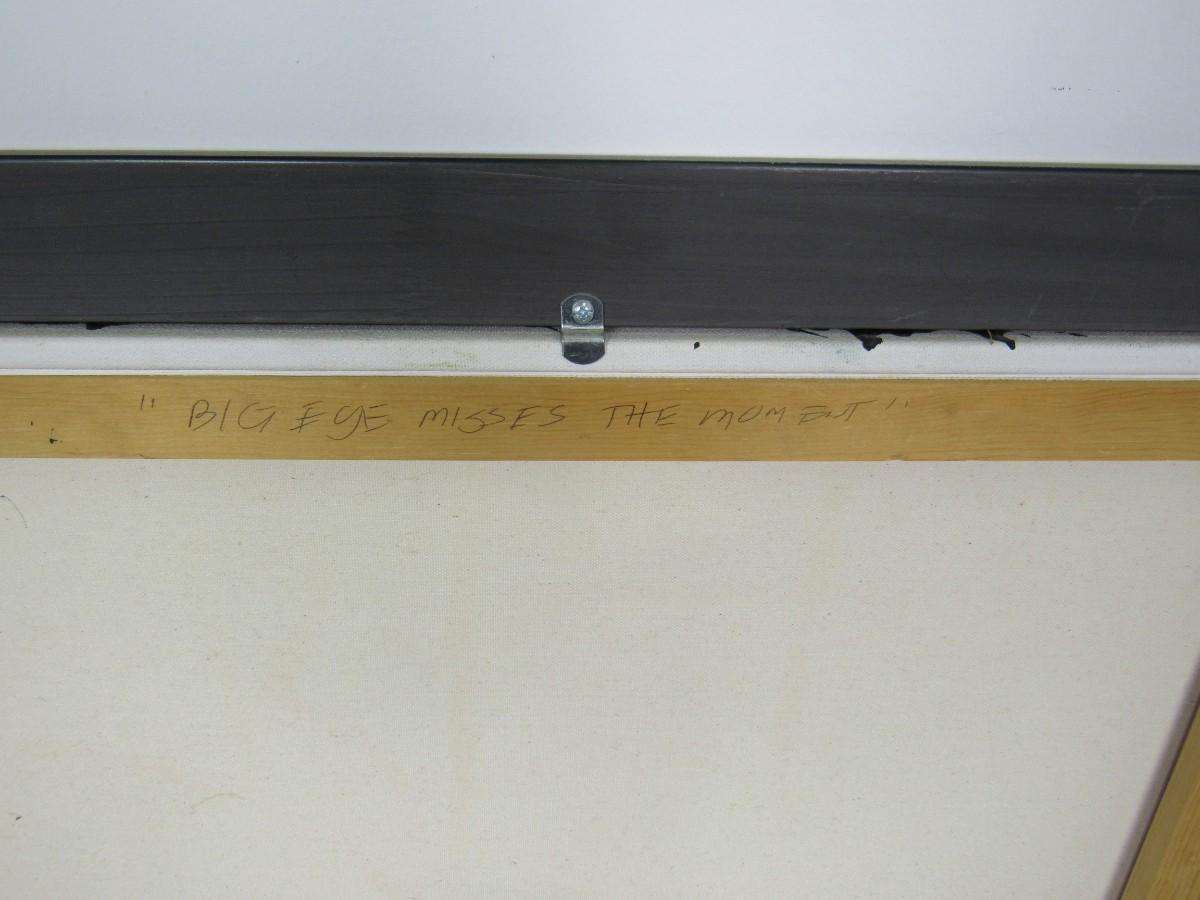 "BIG EYE MISSES THE MOMENT"